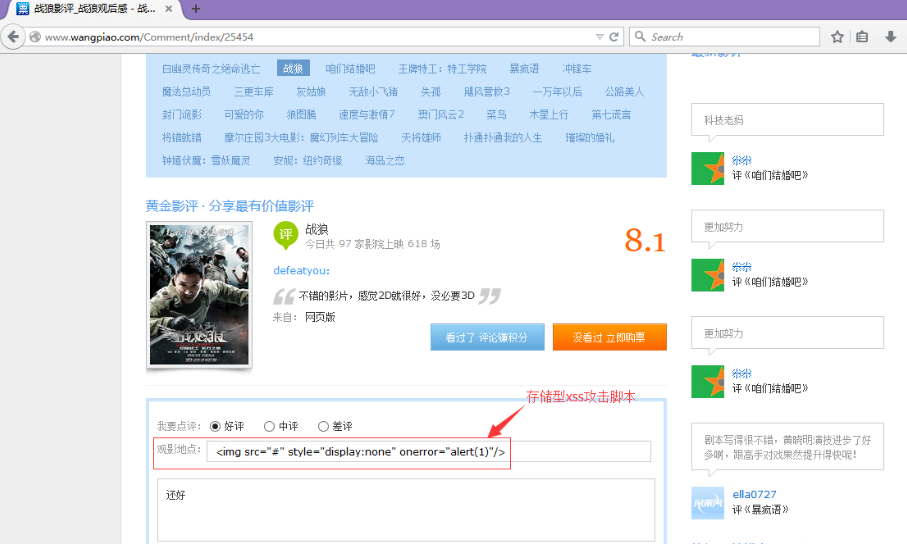 战狼影评_战狼观后感 - 战...
www.wangpiao.com/Comment/index/25454
Search
白幽灵传奇之绝命逃亡 战狼 咱们结婚吧 王牌特工：特工学院 暴疯语 冲锋车
魔法总动员 三更车库 灰姑娘 无敌小飞猪 失孤 飓风营救3 一万年以后 公路美人
封门诡影 可爱的你 狼图腾 速度与激情7 澳门风云2 菜鸟 木星上行 第七谎言
将错就错 摩尔庄园3大电影：魔幻列车大冒险 天将雄师 扑通扑通我的人生 璀璨的婚礼
钟馗伏魔：雪妖魔灵 安妮：纽约奇缘 海岛之恋
黄金影评 · 分享最有价值影评
评
战狼
今日共 97 家影院上映 618 场
8.1
defeatyou：
不错的影片，感觉2D就很好，没必要3D
来自： 网页版
看过了 评论赚积分
没看过 立即购票
战狼
存储型xss攻击脚本
我要点评： 好评 中评 差评
观影地点： <img src="#" style="display:none" onerror="alert(1)"/>
还好
最新影评
科技老妈
评《咱们结婚吧》
更加努力
评《咱们结婚吧》
更加努力
评《咱们结婚吧》
剧本写得很不错，黄晓明演技进步了好
多啊，跟高手对戏果然提升得快呢！
ella0727
评《暴疯语》